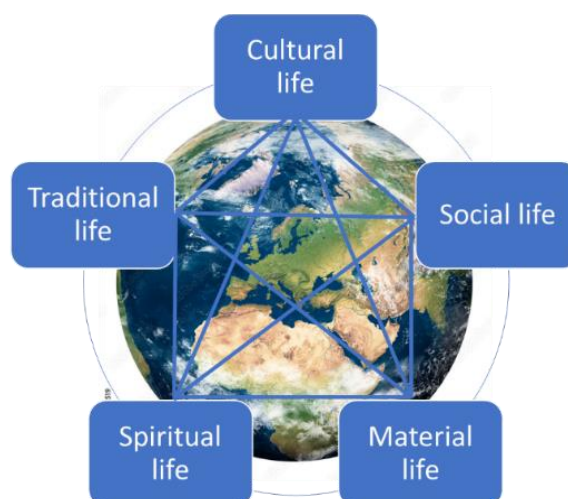 Cultural
life
Traditional
life
Social life
Spiritual
life
Material
life